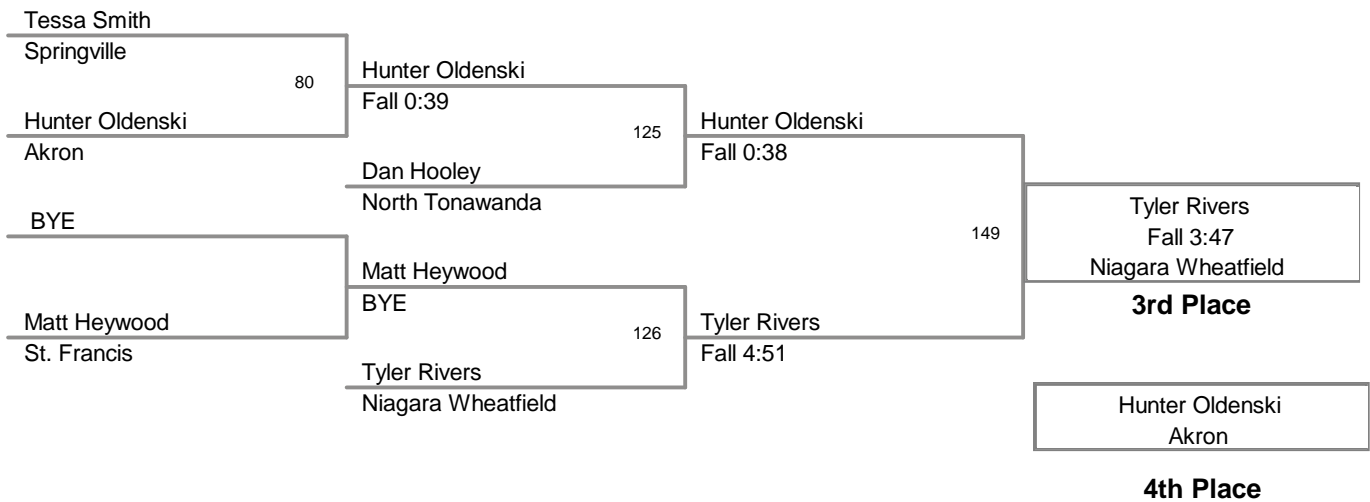 Tessa Smith
Springville
80
Hunter Oldenski
Fall 0:39
Hunter Oldenski
Akron
125
Hunter Oldenski
Fall 0:38
Dan Hooley
North Tonawanda
BYE
149
Tyler Rivers
Fall 3:47
Niagara Wheatfield
3rd Place
Matt Heywood
BYE
Matt Heywood
St. Francis
126
Tyler Rivers
Fall 4:51
Tyler Rivers
Niagara Wheatfield
Hunter Oldenski
Akron
4th Place